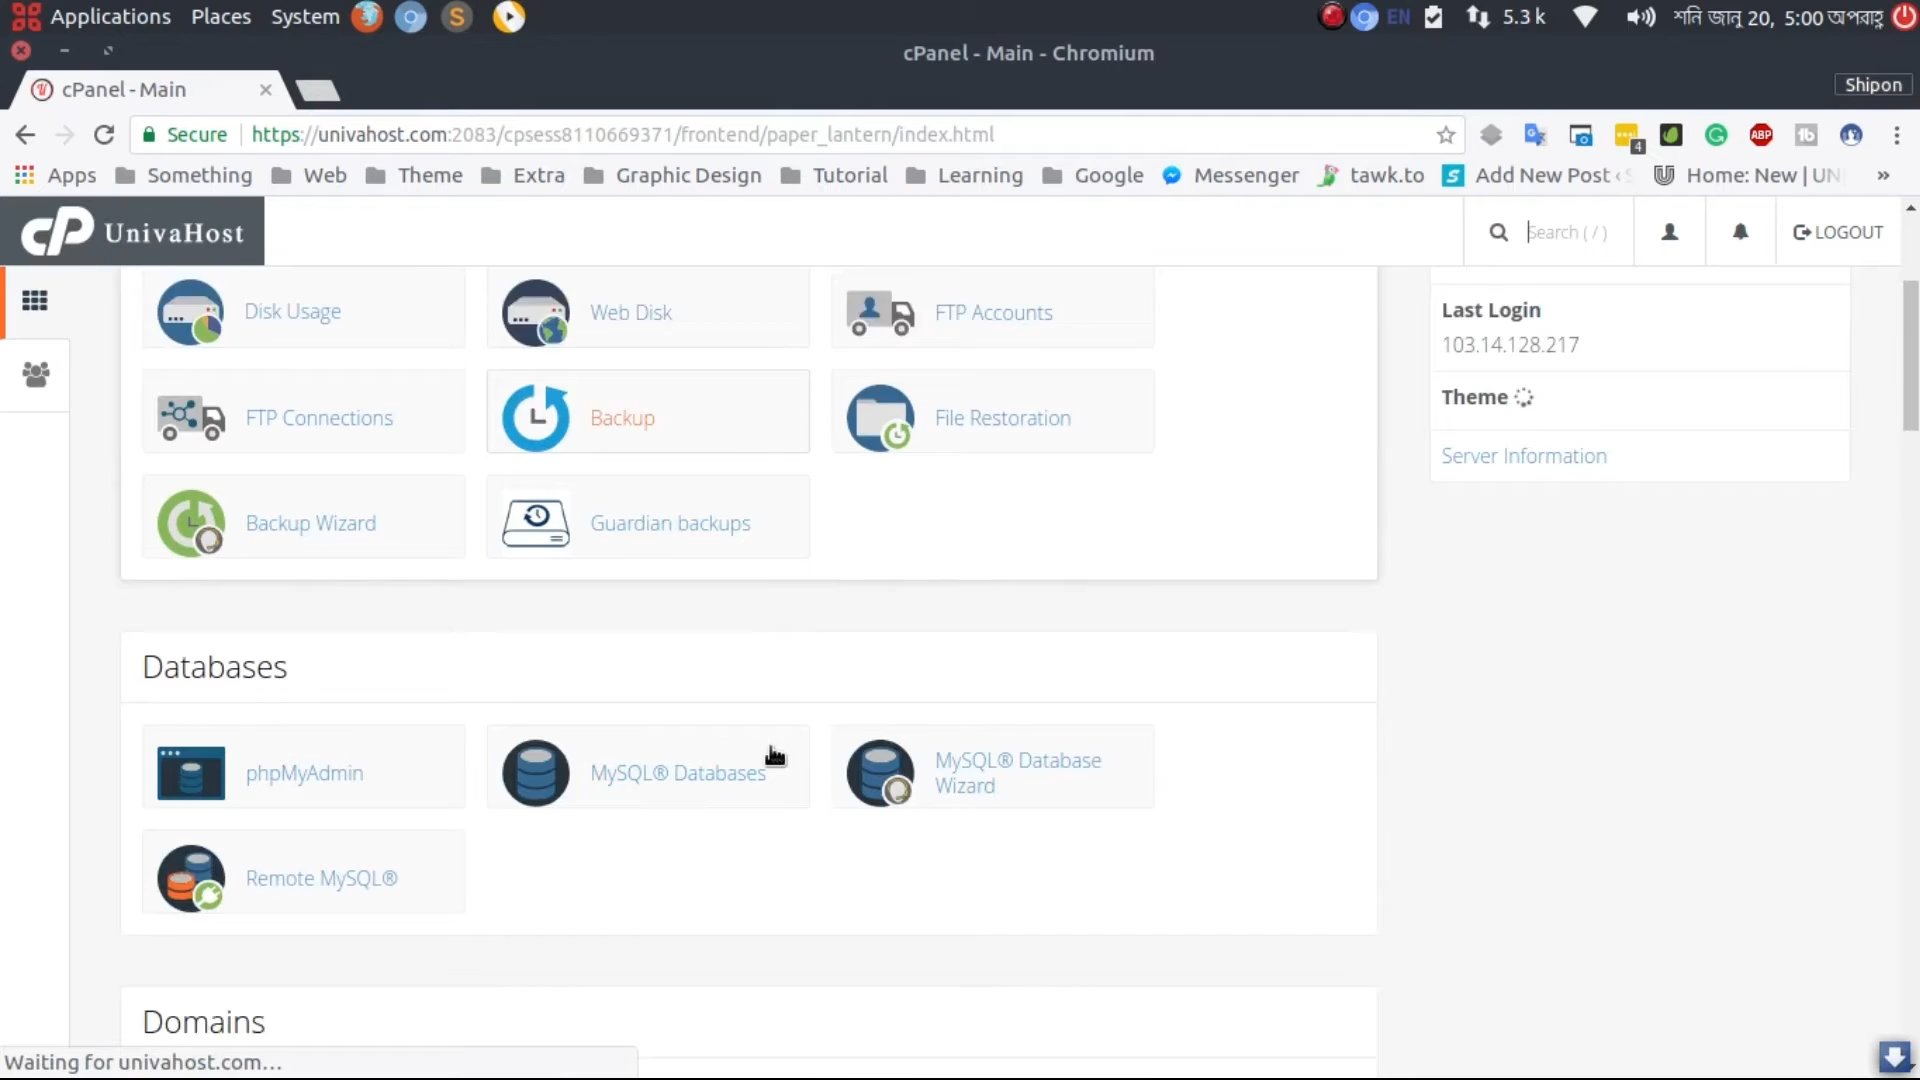 Applications Places System EN 5.3 k শনি জানু 20, 5:00 অপরাহ্ণ
cPanel - Main - Chromium
cPanel - Main Shipon
Secure https://univahost.com:2083/cpsess8110669371/frontend/paper_lantern/index.html 4 ABP
Apps Something Web Theme Extra Graphic Design Tutorial Learning Google Messenger tawk.to Add New Post ‹ Home: New | UN »
cP UnivaHost Search ( / ) LOGOUT
Disk Usage Web Disk FTP Accounts
Last Login
103.14.128.217
Theme
FTP Connections Backup File Restoration
Server Information
Backup Wizard Guardian backups
Databases
phpMyAdmin MySQL® Databases MySQL® Database
Wizard
Remote MySQL®
Domains
Waiting for univahost.com...